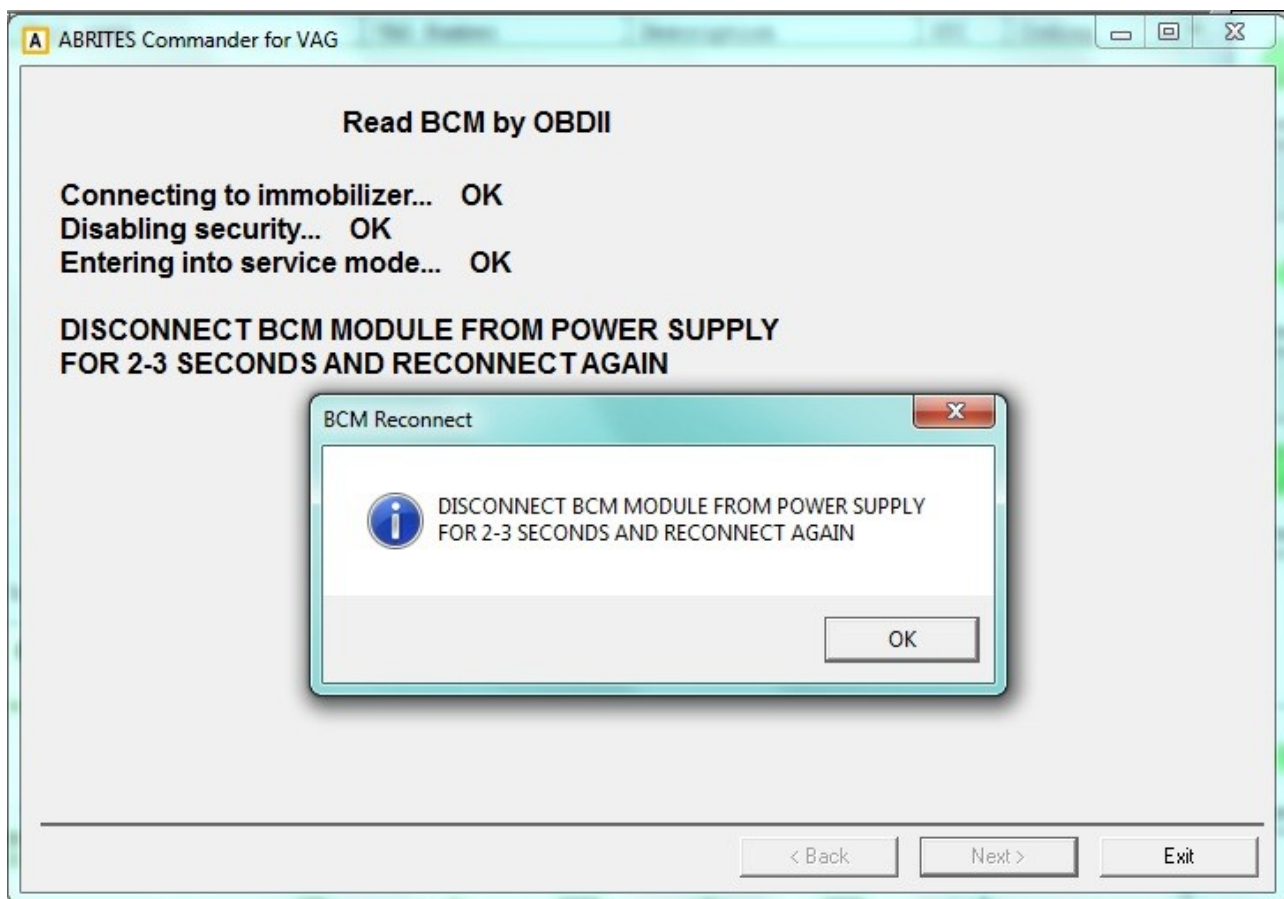 A ABRITES Commander for VAG
Read BCM by OBDII
Connecting to immobilizer... OK
Disabling security... OK
Entering into service mode... OK
DISCONNECT BCM MODULE FROM POWER SUPPLY
FOR 2-3 SECONDS AND RECONNECT AGAIN
BCM Reconnect
DISCONNECT BCM MODULE FROM POWER SUPPLY
FOR 2-3 SECONDS AND RECONNECT AGAIN
OK
< Back Next > Exit